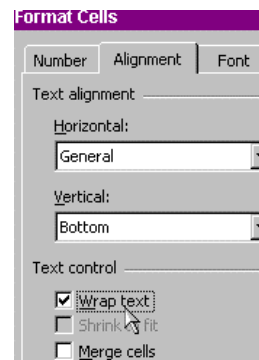 Format Cells
Number Alignment Font
Text alignment
Horizontal:
General
Vertical:
Bottom
Text control
Wrap text
Shrink to fit
Merge cells